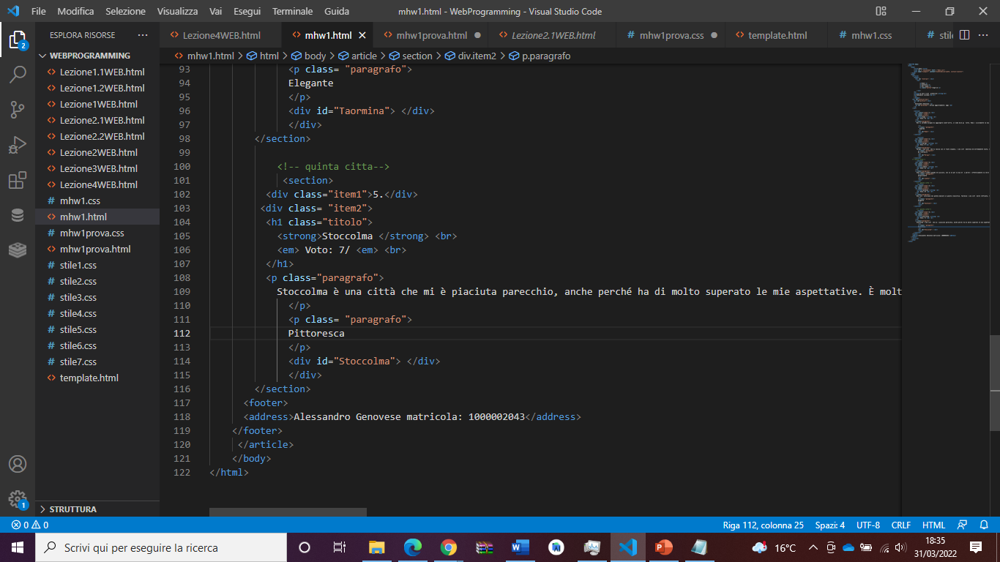 File Modifica Selezione Visualizza Vai Esegui Terminale Guida mhw1.html - WebProgramming - Visual Studio Code
ESPLORA RISORSE ···
Lezione4WEB.html mhw1.html mhw1prova.html Lezione2.1WEB.html mhw1prova.css template.html mhw1.css stile
mhw1.html > html > body > article > section > div.item2 > p.paragrafo
2
WEBPROGRAMMING
Lezione1.1WEB.html
Lezione1.2WEB.html
Lezione1WEB.html
Lezione2.1WEB.html
Lezione2.2WEB.html
Lezione2WEB.html
Lezione3WEB.html
Lezione4WEB.html
mhw1.css
mhw1.html
mhw1prova.css
mhw1prova.html
stile1.css
stile2.css
stile3.css
stile4.css
stile5.css
stile6.css
stile7.css
template.html
STRUTTURA
1
93 <p class= "paragrafo">
94 Elegante
95 </p>
96 <div id="Taormina"> </div>
97 </div>
98 </section>
99
100 <!-- quinta citta-->
101 <section>
102 <div class="item1">5.</div>
103 <div class= "item2">
104 <h1 class="titolo">
105 <strong>Stoccolma </strong> <br>
106 <em> Voto: 7/ <em> <br>
107 </h1>
108 <p class="paragrafo">
109 Stoccolma è una città che mi è piaciuta parecchio, anche perché ha di molto superato le mie aspettative. È molt
110 </p>
111 <p class= "paragrafo">
112 Pittoresca
113 </p>
114 <div id="Stoccolma"> </div>
115 </div>
116 </section>
117 <footer>
118 <address>Alessandro Genovese matricola: 1000002043</address>
119 </footer>
120 </article>
121 </body>
122 </html>
0 0 Riga 112, colonna 25 Spazi: 4 UTF-8 CRLF HTML
Scrivi qui per eseguire la ricerca 16°C 18:35
31/03/2022